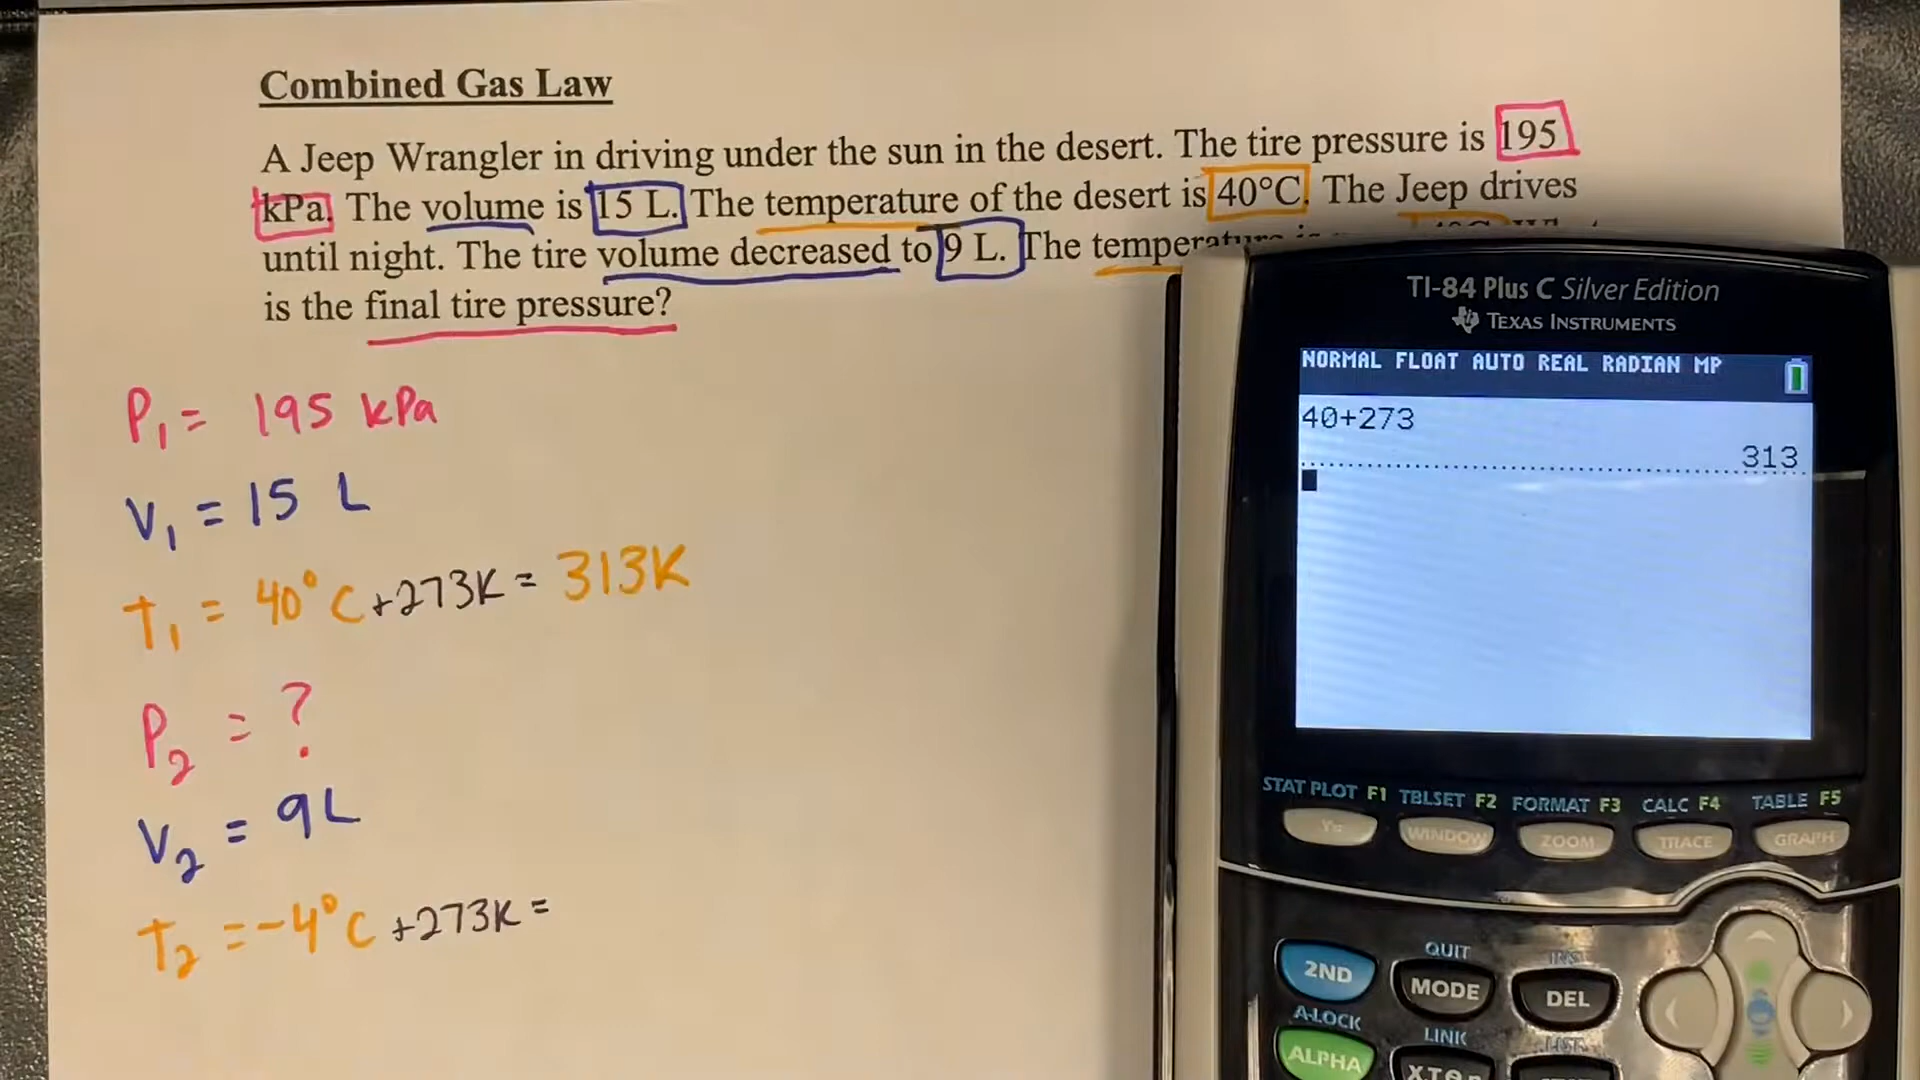 Combined Gas Law
A Jeep Wrangler in driving under the sun in the desert. The tire pressure is 195
kPa. The volume is 15 L. The temperature of the desert is 40°C. The Jeep drives
until night. The tire volume decreased to 9 L. The
is the final tire pressure?
P₁ = 195 kPa
V₁ = 15 L
T₁ = 40°C +273K = 313K
P₂ = ?
V₂ = 9L
T₂ = -4°C +273K =
TI-84 Plus C Silver Edition
TEXAS INSTRUMENTS
NORMAL FLOAT AUTO REAL RADIAN MP
40+273
313
STAT PLOT F1 TBLSET F2 FORMAT F3 CALC F4 TABLE F5
Y= WINDOW ZOOM TRACE GRAPH
QUIT INS
2ND MODE DEL
A-LOCK LINK LIST
ALPHA X,T,θ,n